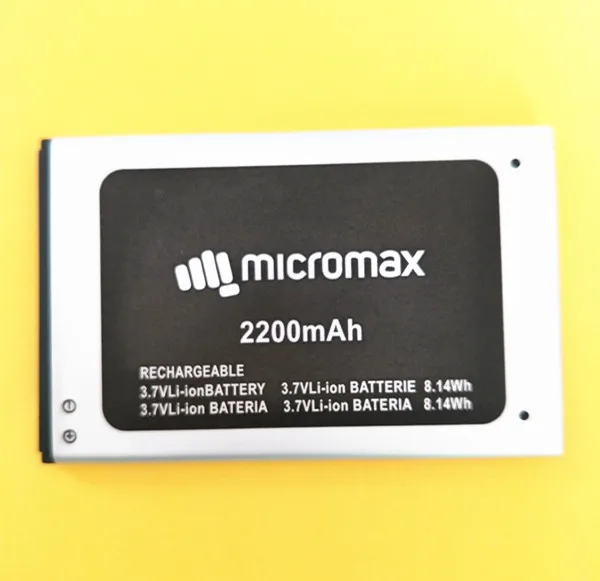 micromax
2200mAh
RECHARGEABLE
3.7VLi-ionBATTERY 3.7VLi-ion BATTERIE 8.14Wh
3.7VLi-ion BATERIA 3.7VLi-ion BATERIA 8.14Wh